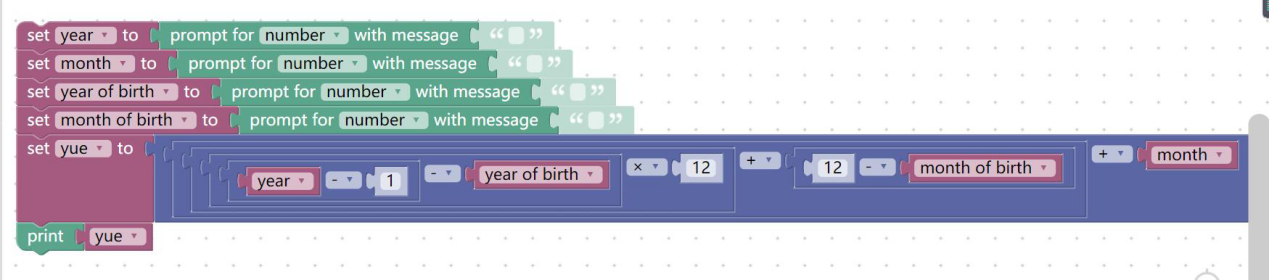 set year to prompt for number with message “ ”
set month to prompt for number with message “ ”
set year of birth to prompt for number with message “ ”
set month of birth to prompt for number with message “ ”
set yue to year - 1 - year of birth × 12 + 12 - month of birth + month
print yue